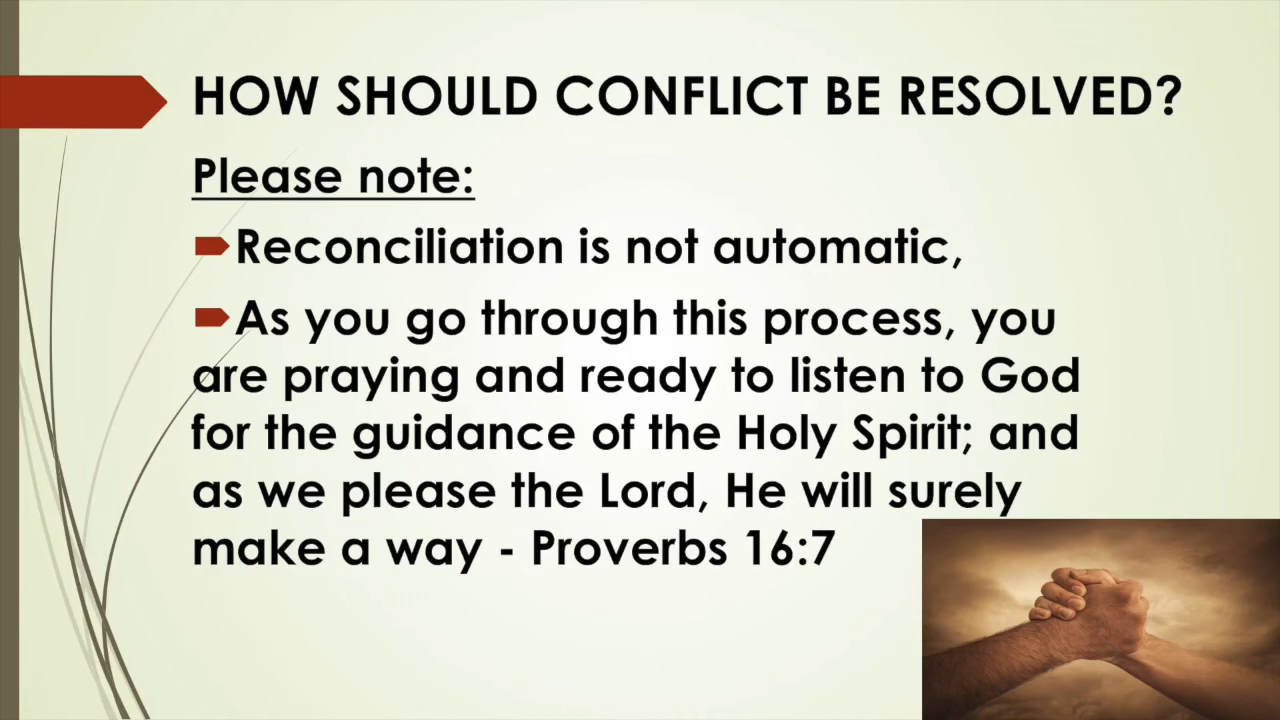 HOW SHOULD CONFLICT BE RESOLVED?
Please note:
Reconciliation is not automatic,
As you go through this process, you
are praying and ready to listen to God
for the guidance of the Holy Spirit; and
as we please the Lord, He will surely
make a way - Proverbs 16:7